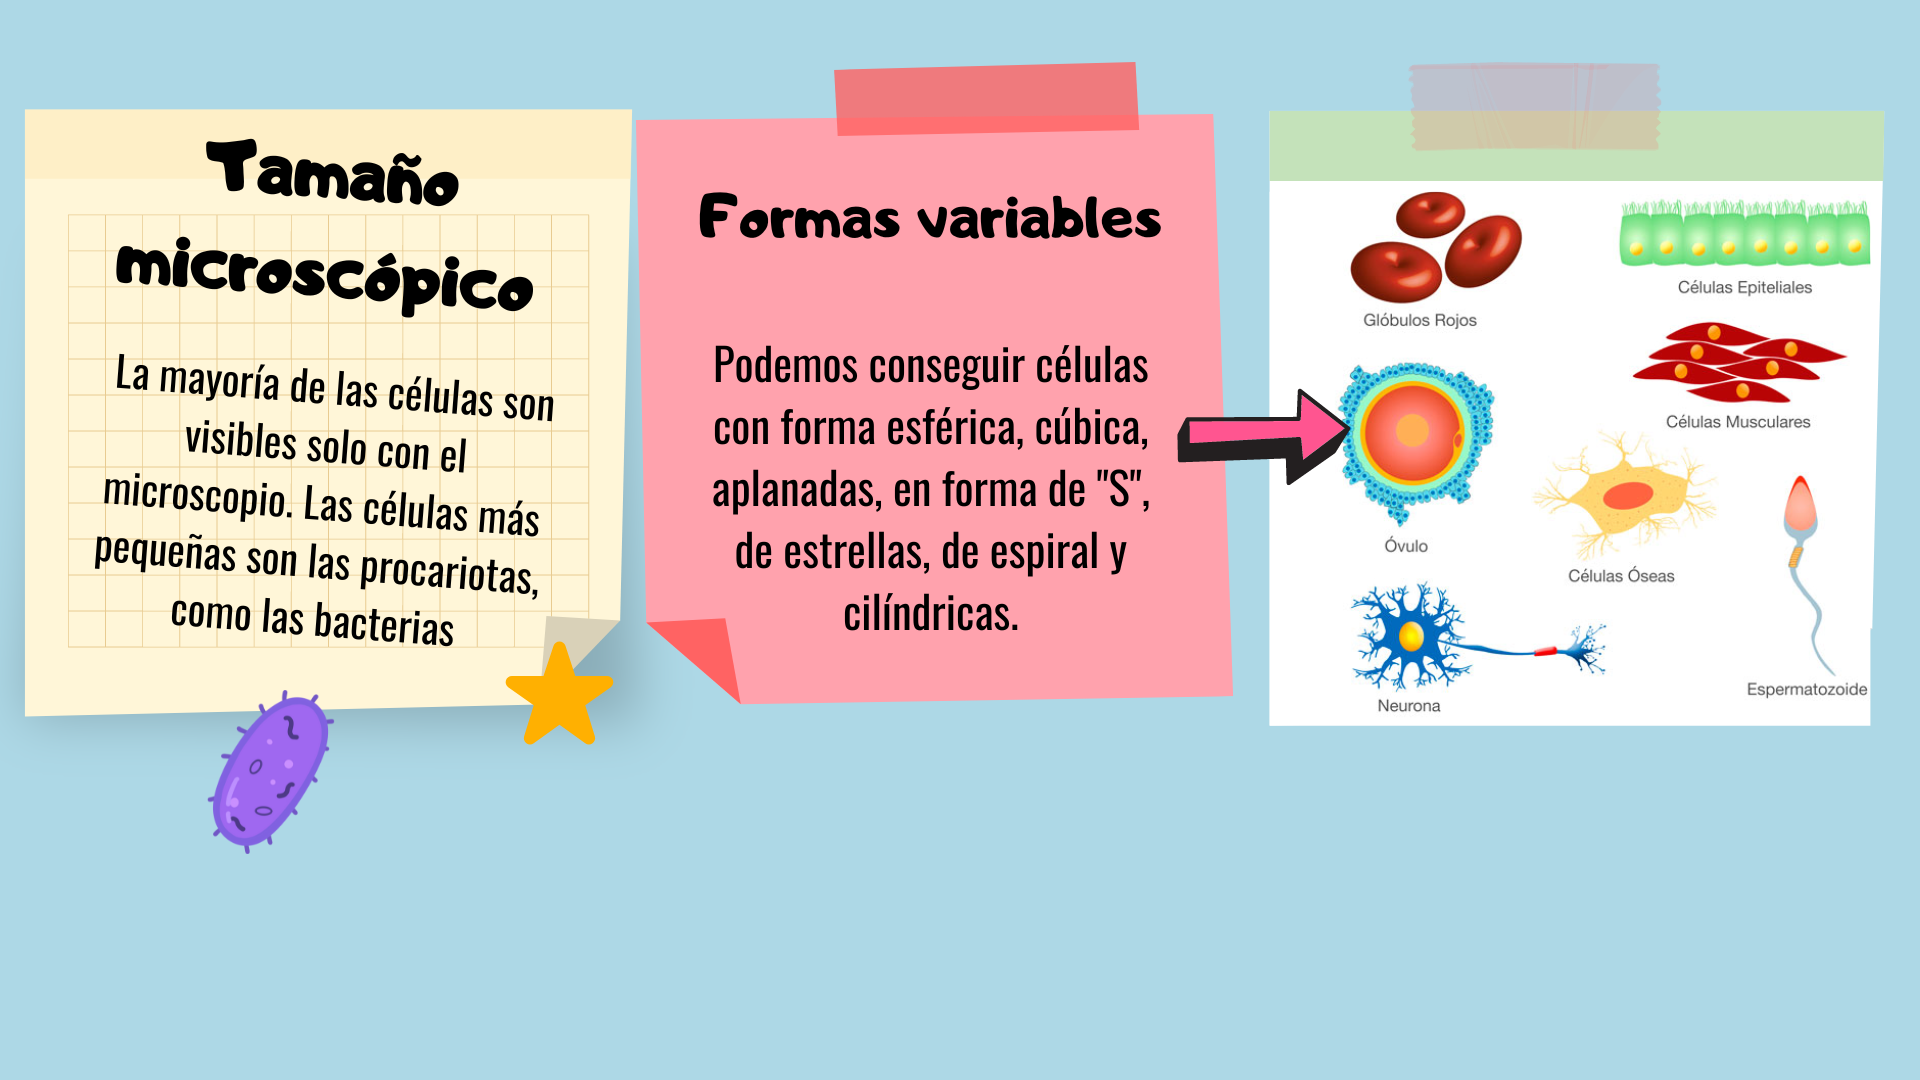 Tamaño
microscópico
La mayoría de las células son
visibles solo con el
microscopio. Las células más
pequeñas son las procariotas,
como las bacterias
Formas variables
Podemos conseguir células
con forma esférica, cúbica,
aplanadas, en forma de "S",
de estrellas, de espiral y
cilíndricas.
Glóbulos Rojos
Células Epiteliales
Células Musculares
Óvulo
Células Óseas
Neurona
Espermatozoide